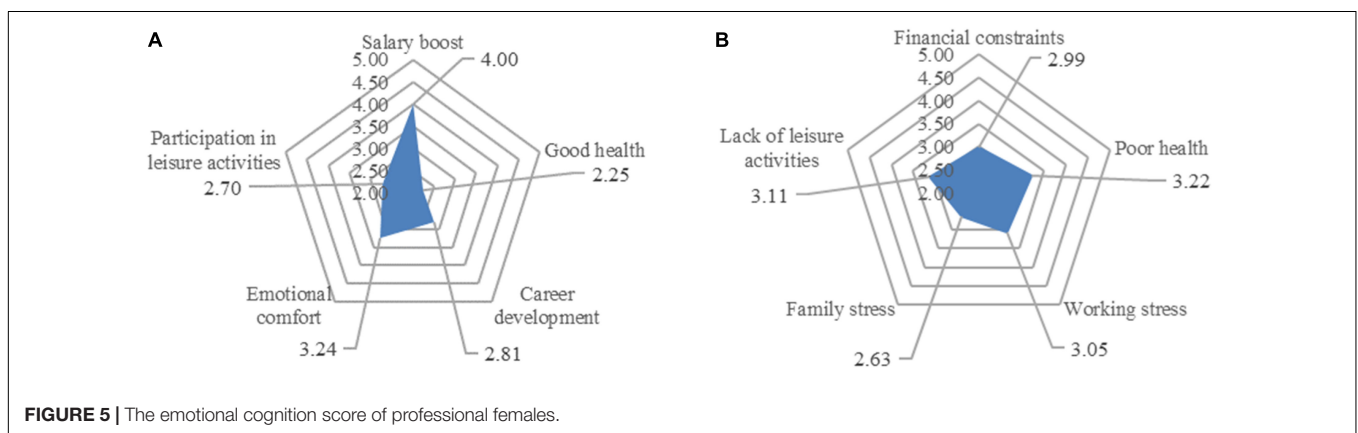 A
Salary boost
5.00
4.00
4.50
4.00
3.50
3.00
2.50
2.00
Participation in
leisure activities
2.70
Good health
2.25
Emotional
comfort
3.24
Career
development
2.81
B
Financial constraints
5.00
2.99
4.50
4.00
3.50
3.00
2.50
2.00
Lack of leisure
activities
3.11
Poor health
3.22
Family stress
2.63
Working stress
3.05
FIGURE 5 | The emotional cognition score of professional females.